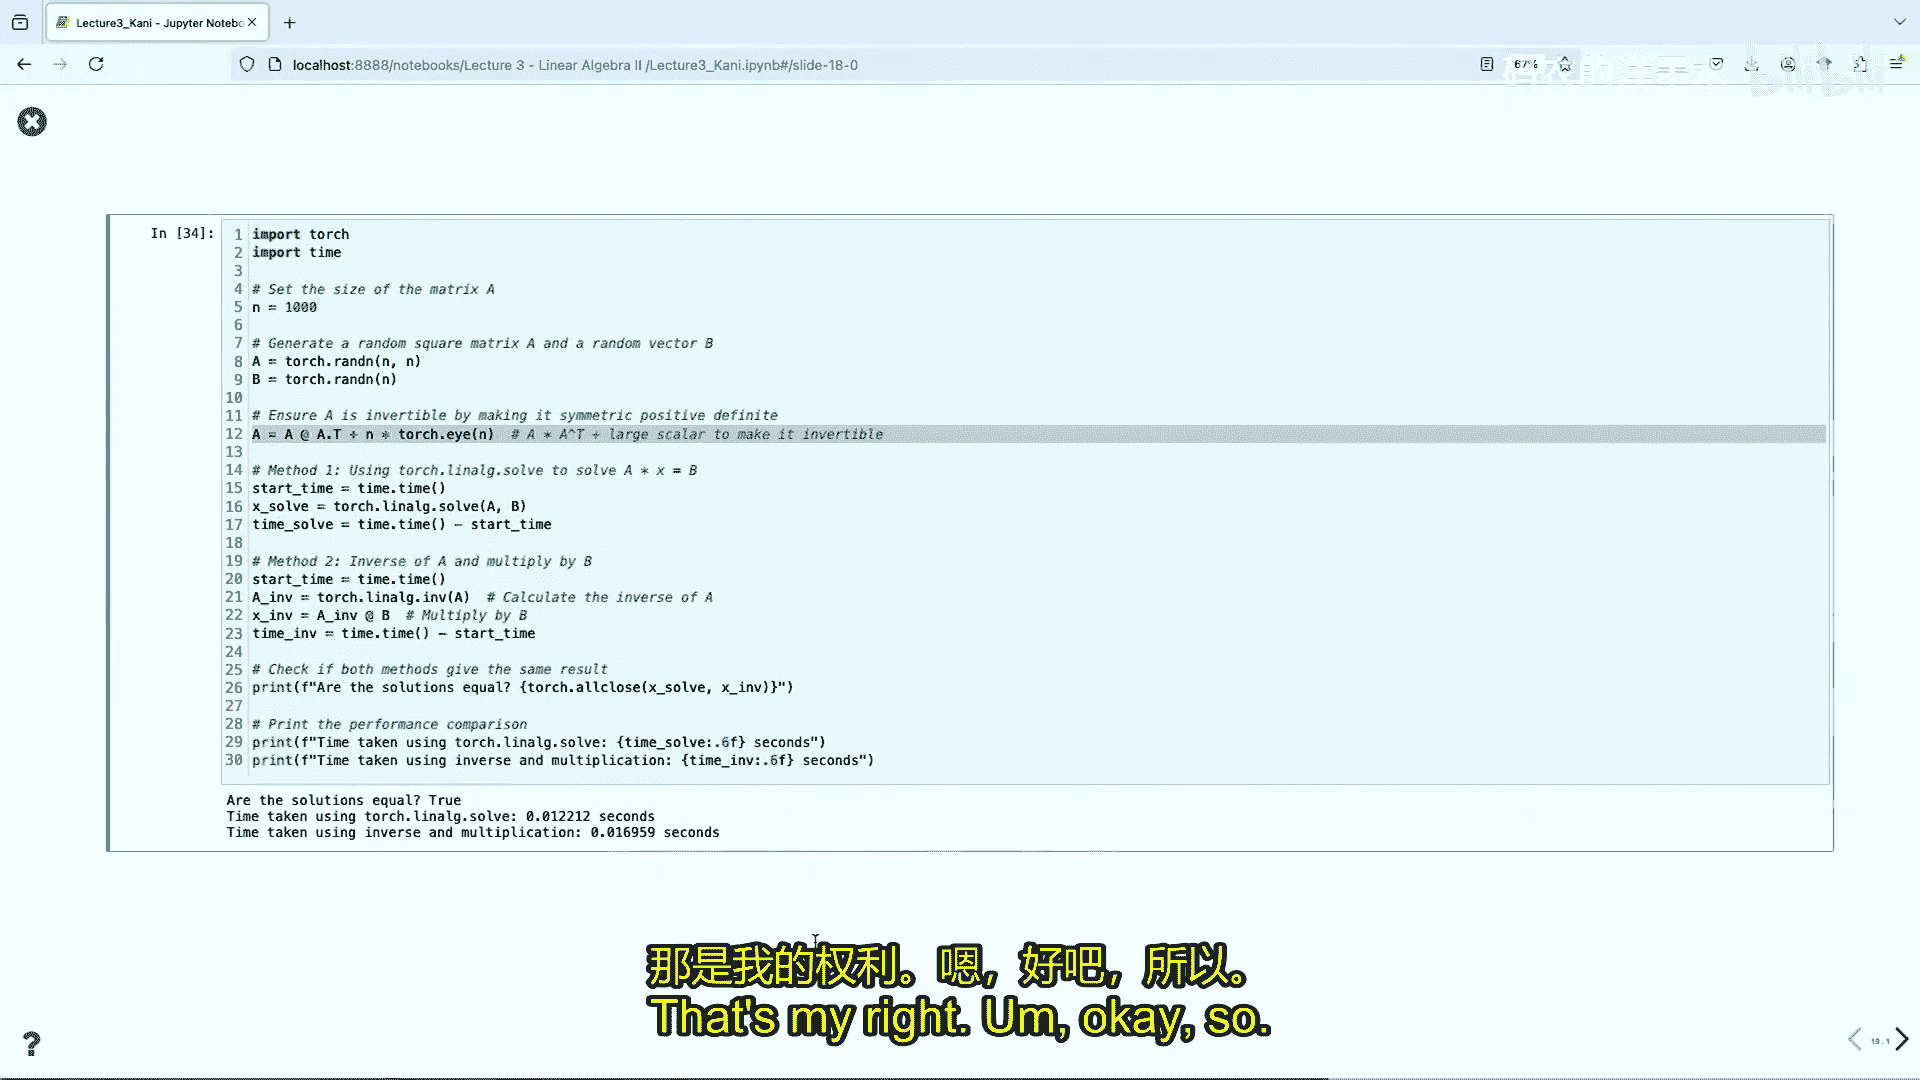 Lecture3_Kani - Jupyter Notebo
localhost:8888/notebooks/Lecture 3 - Linear Algebra II /Lecture3_Kani.ipynb#/slide-18-0
67%
In [34]:
1 import torch
2 import time
3
4 # Set the size of the matrix A
5 n = 1000
6
7 # Generate a random square matrix A and a random vector B
8 A = torch.randn(n, n)
9 B = torch.randn(n)
10
11 # Ensure A is invertible by making it symmetric positive definite
12 A = A @ A.T + n * torch.eye(n)  # A * A^T + large scalar to make it invertible
13
14 # Method 1: Using torch.linalg.solve to solve A * x = B
15 start_time = time.time()
16 x_solve = torch.linalg.solve(A, B)
17 time_solve = time.time() - start_time
18
19 # Method 2: Inverse of A and multiply by B
20 start_time = time.time()
21 A_inv = torch.linalg.inv(A)  # Calculate the inverse of A
22 x_inv = A_inv @ B  # Multiply by B
23 time_inv = time.time() - start_time
24
25 # Check if both methods give the same result
26 print(f"Are the solutions equal? {torch.allclose(x_solve, x_inv)}")
27
28 # Print the performance comparison
29 print(f"Time taken using torch.linalg.solve: {time_solve:.6f} seconds")
30 print(f"Time taken using inverse and multiplication: {time_inv:.6f} seconds")
Are the solutions equal? True
Time taken using torch.linalg.solve: 0.012212 seconds
Time taken using inverse and multiplication: 0.016959 seconds
那是我的权利。嗯，好吧，所以。
That's my right. Um, okay, so.
?
19.1